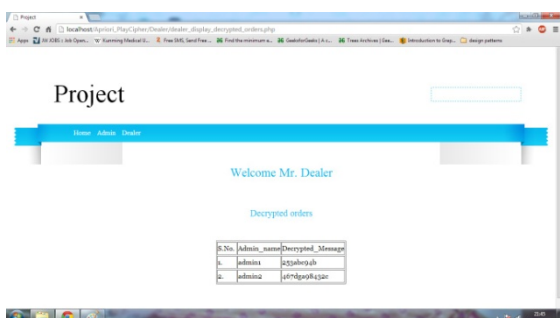 Project
localhost/Apriori_PlayCipher/Dealer/dealer_display_decrypted_orders.php
Apps
Project
Home Admin Dealer
Welcome Mr. Dealer
Decrypted orders
S.No. Admin_name Decrypted_Message
1. admin1 253abc94b
2. admin2